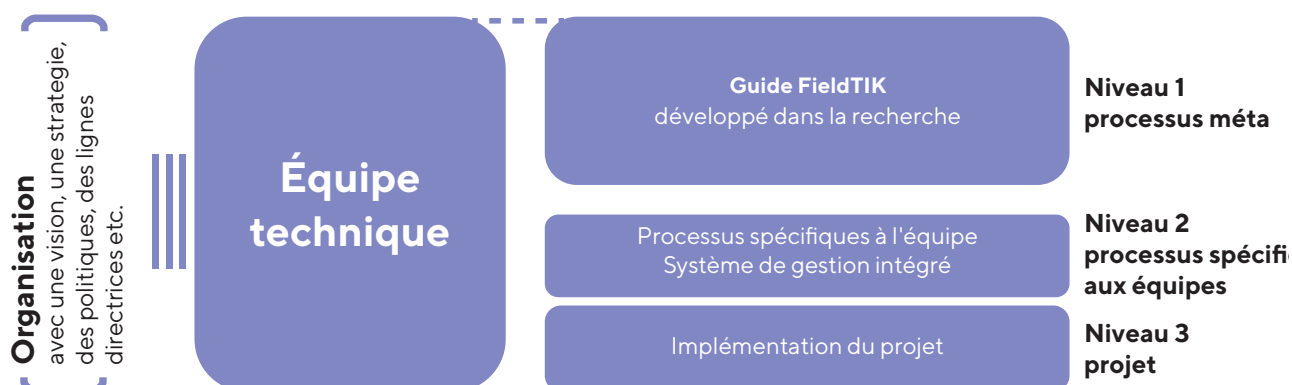 Organisation
avec une vision, une strategie,
des politiques, des lignes
directrices etc.
Équipe
technique
Guide FieldTIK
développé dans la recherche
Niveau 1
processus méta
Processus spécifiques à l'équipe
Système de gestion intégré
Niveau 2
processus spécifi
aux équipes
Implémentation du projet
Niveau 3
projet